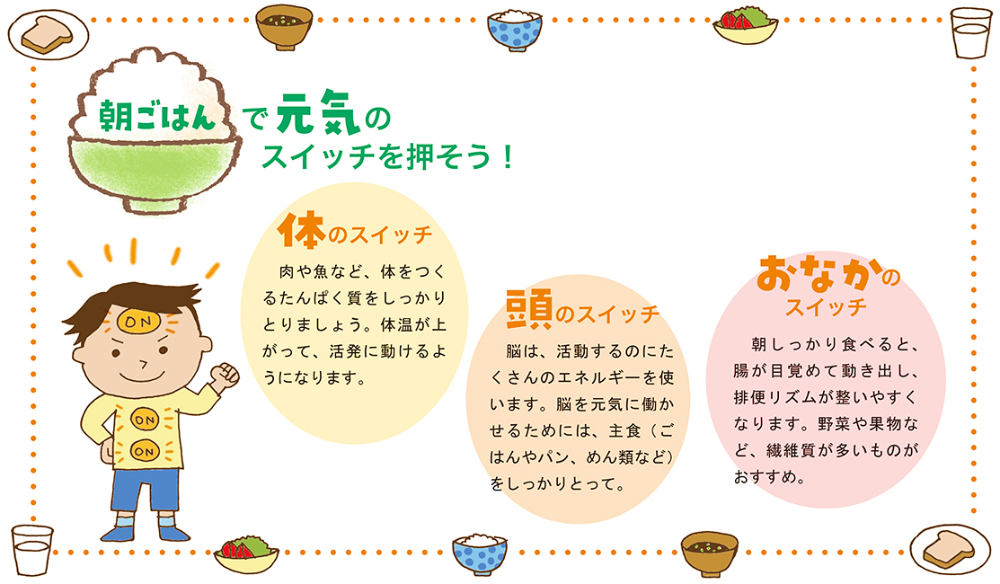 朝ごはんで元気の
スイッチを押そう！
体のスイッチ
肉や魚など、体をつく
るたんぱく質をしっかり
とりましょう。体温が上
がって、活発に動けるよ
うになります。
頭のスイッチ
脳は、活動するのにた
くさんのエネルギーを使
います。脳を元気に働か
せるためには、主食（ご
はんやパン、めん類など）
をしっかりとって。
おなかの
スイッチ
朝しっかり食べると、
腸が目覚めて動き出し、
排便リズムが整いやすく
なります。野菜や果物な
ど、繊維質が多いものが
おすすめ。
ON
ON
ON